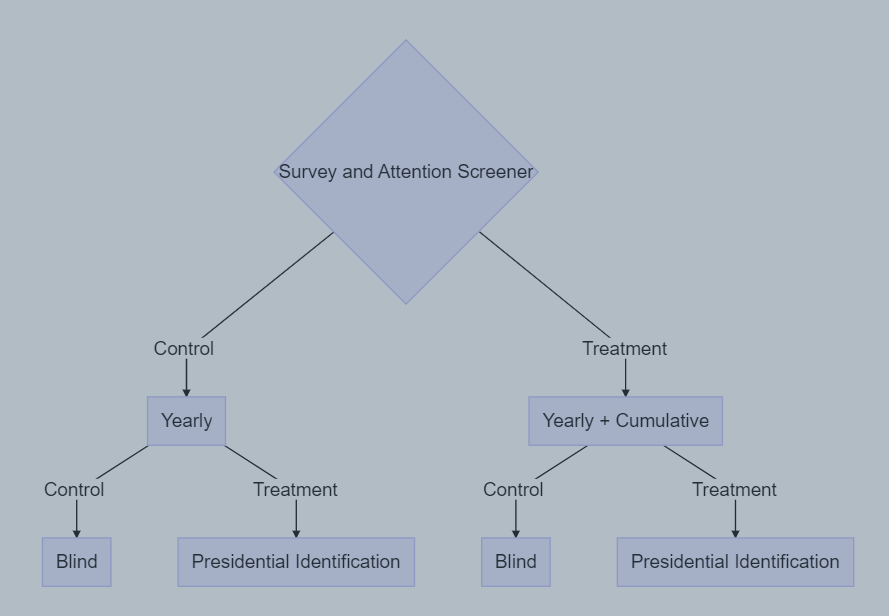 Survey and Attention Screener
Control
Treatment
Yearly
Yearly + Cumulative
Control
Treatment
Control
Treatment
Blind
Presidential Identification
Blind
Presidential Identification